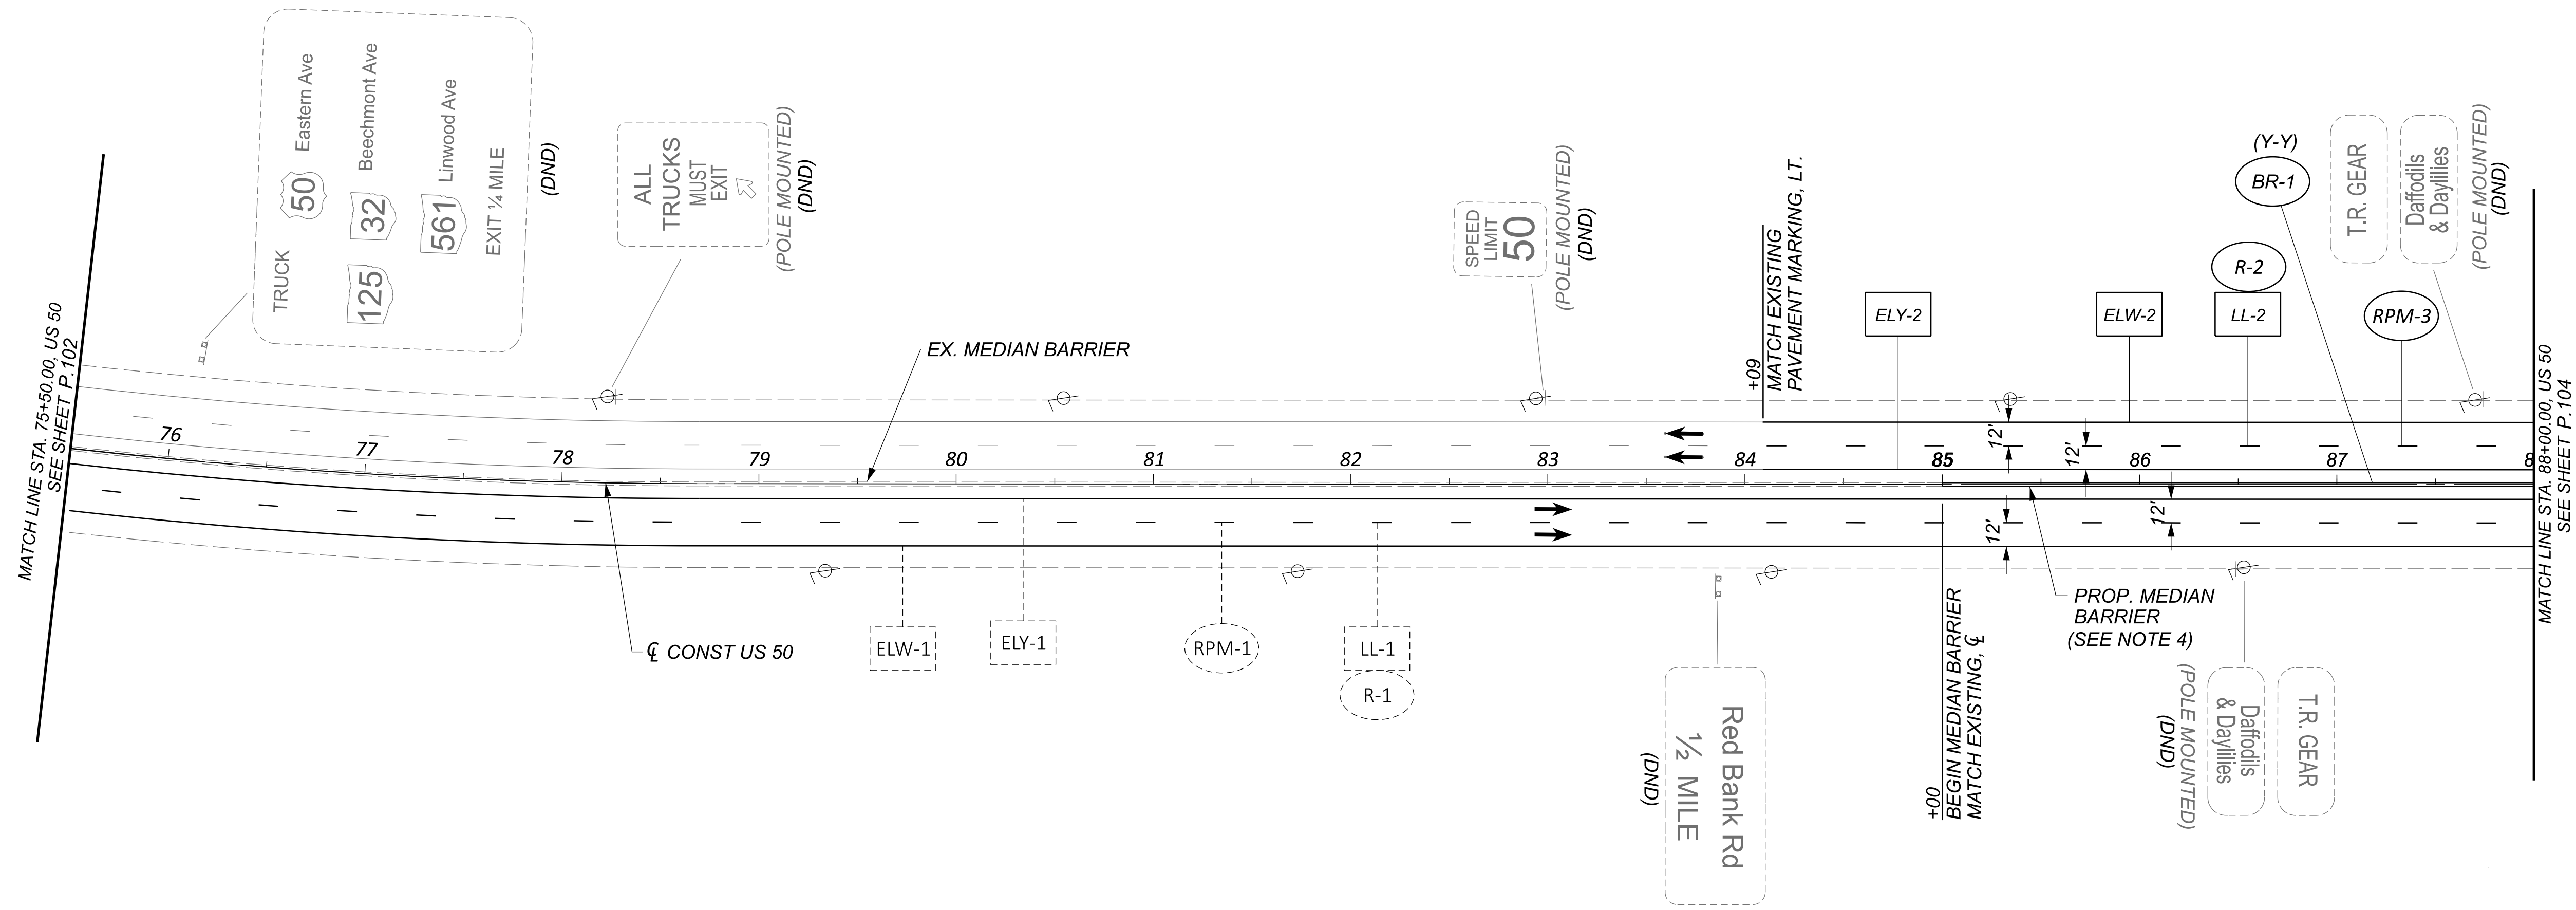 MATCH LINE STA. 75+50.00, US 50
SEE SHEET P.102
TRUCK 50 Eastern Ave
125 32 Beechmont Ave
561 Linwood Ave
EXIT ¼ MILE
(DND)
ALL
TRUCKS
MUST
EXIT
(POLE MOUNTED)
(DND)
EX. MEDIAN BARRIER
SPEED
LIMIT
50
(POLE MOUNTED)
(DND)
+09
MATCH EXISTING
PAVEMENT MARKING, LT.
ELY-2
ELW-2
(Y-Y)
BR-1
R-2
LL-2
RPM-3
T.R. GEAR
Daffodils
& Daylillies
(POLE MOUNTED)
(DND)
76
77
78
79
80
81
82
83
84
85
86
87
8
12'
12'
12'
12'
℄ CONST US 50
ELW-1
ELY-1
RPM-1
LL-1
R-1
Red Bank Rd
½ MILE
(DND)
+00
BEGIN MEDIAN BARRIER
MATCH EXISTING, ℄
PROP. MEDIAN
BARRIER
(SEE NOTE 4)
T.R. GEAR
Daffodils
& Daylillies
(POLE MOUNTED)
(DND)
MATCH LINE STA. 88+00.00, US 50
SEE SHEET P.104